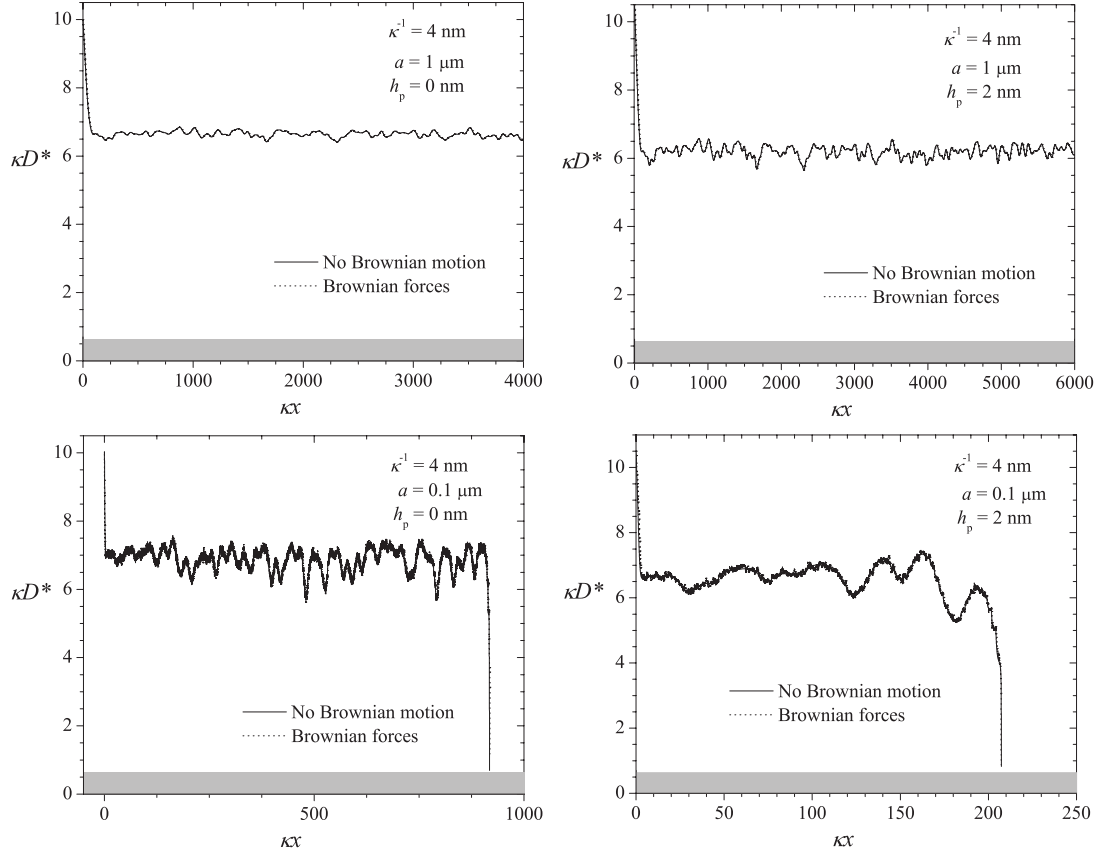 κ⁻¹ = 4 nm
a = 1 μm
hₚ = 0 nm
10
8
6
4
2
0
κD*
No Brownian motion
Brownian forces
0 1000 2000 3000 4000
κx
κ⁻¹ = 4 nm
a = 1 μm
hₚ = 2 nm
10
8
6
4
2
0
κD*
No Brownian motion
Brownian forces
0 1000 2000 3000 4000 5000 6000
κx
κ⁻¹ = 4 nm
a = 0.1 μm
hₚ = 0 nm
10
8
6
4
2
0
κD*
No Brownian motion
Brownian forces
0 500 1000
κx
κ⁻¹ = 4 nm
a = 0.1 μm
hₚ = 2 nm
10
8
6
4
2
0
κD*
No Brownian motion
Brownian forces
0 50 100 150 200 250
κx